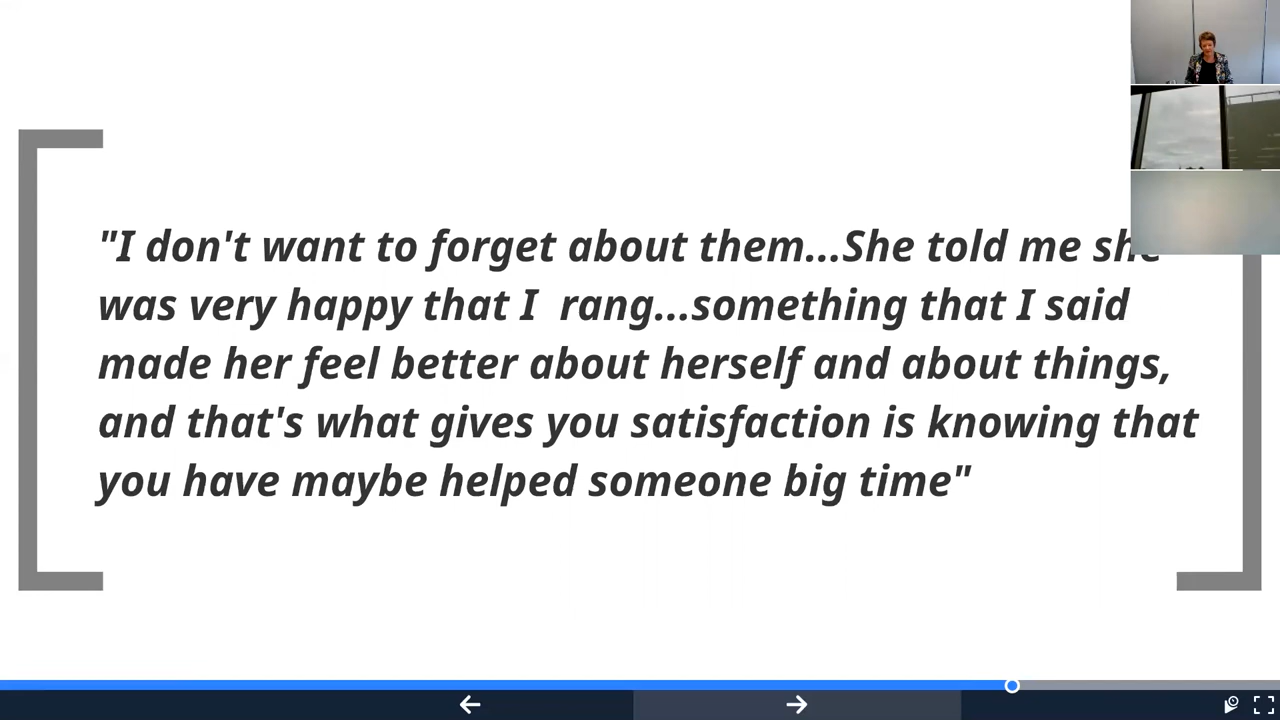 "I don't want to forget about them...She told me she
was very happy that I  rang...something that I said
made her feel better about herself and about things,
and that's what gives you satisfaction is knowing that
you have maybe helped someone big time"